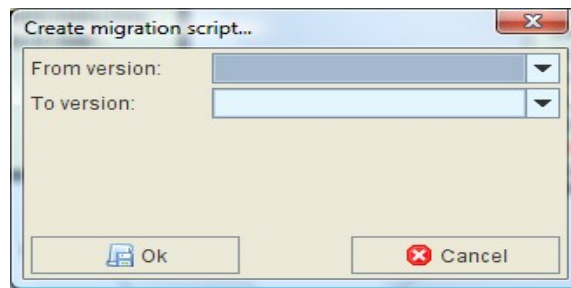 Create migration script...
From version:
To version:
Ok
Cancel